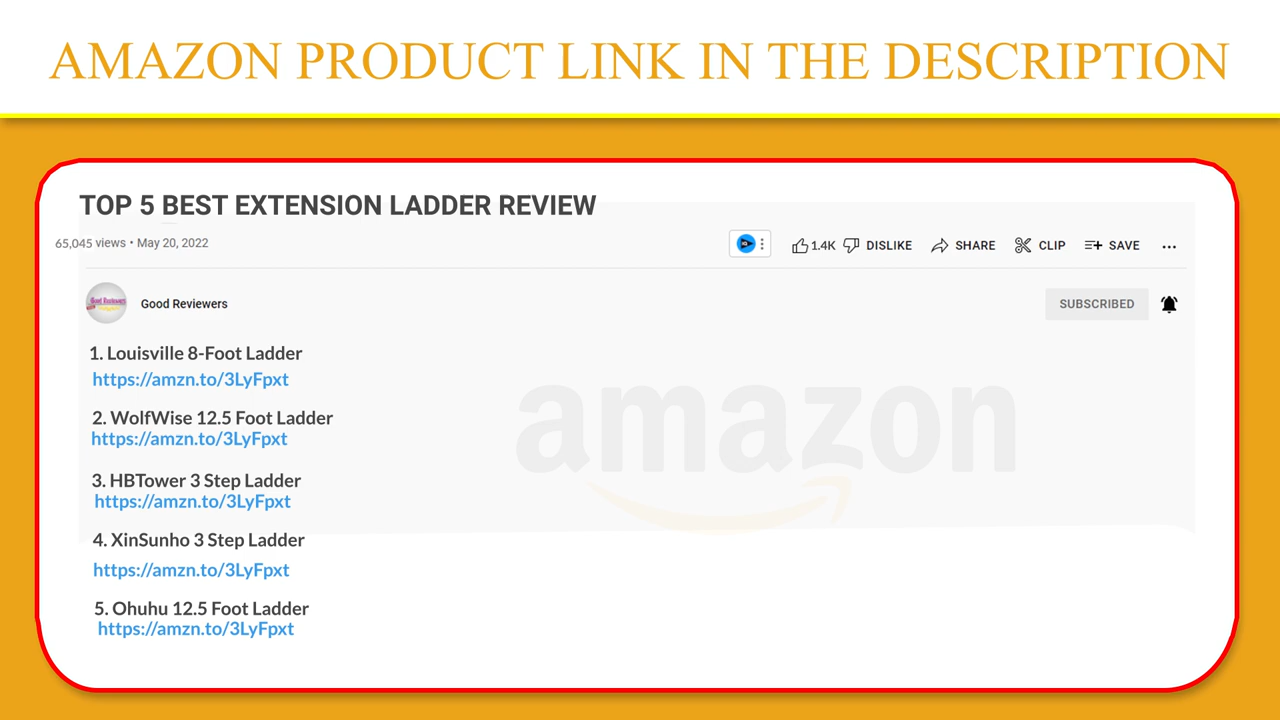 AMAZON PRODUCT LINK IN THE DESCRIPTION
TOP 5 BEST EXTENSION LADDER REVIEW
65,045 views • May 20, 2022
1.4K DISLIKE SHARE CLIP SAVE ...
Good Reviewers
SUBSCRIBED
1. Louisville 8-Foot Ladder
https://amzn.to/3LyFpxt
2. WolfWise 12.5 Foot Ladder
https://amzn.to/3LyFpxt
3. HBTower 3 Step Ladder
https://amzn.to/3LyFpxt
4. XinSunho 3 Step Ladder
https://amzn.to/3LyFpxt
5. Ohuhu 12.5 Foot Ladder
https://amzn.to/3LyFpxt
amazon